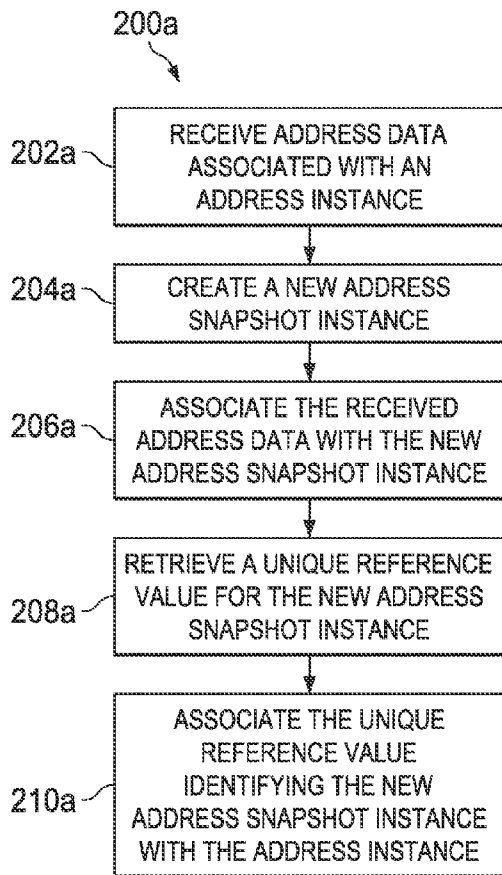 200a
202a
RECEIVE ADDRESS DATA
ASSOCIATED WITH AN
ADDRESS INSTANCE
204a
CREATE A NEW ADDRESS
SNAPSHOT INSTANCE
206a
ASSOCIATE THE RECEIVED
ADDRESS DATA WITH THE NEW
ADDRESS SNAPSHOT INSTANCE
208a
RETRIEVE A UNIQUE REFERENCE
VALUE FOR THE NEW ADDRESS
SNAPSHOT INSTANCE
210a
ASSOCIATE THE UNIQUE
REFERENCE VALUE
IDENTIFYING THE NEW
ADDRESS SNAPSHOT INSTANCE
WITH THE ADDRESS INSTANCE